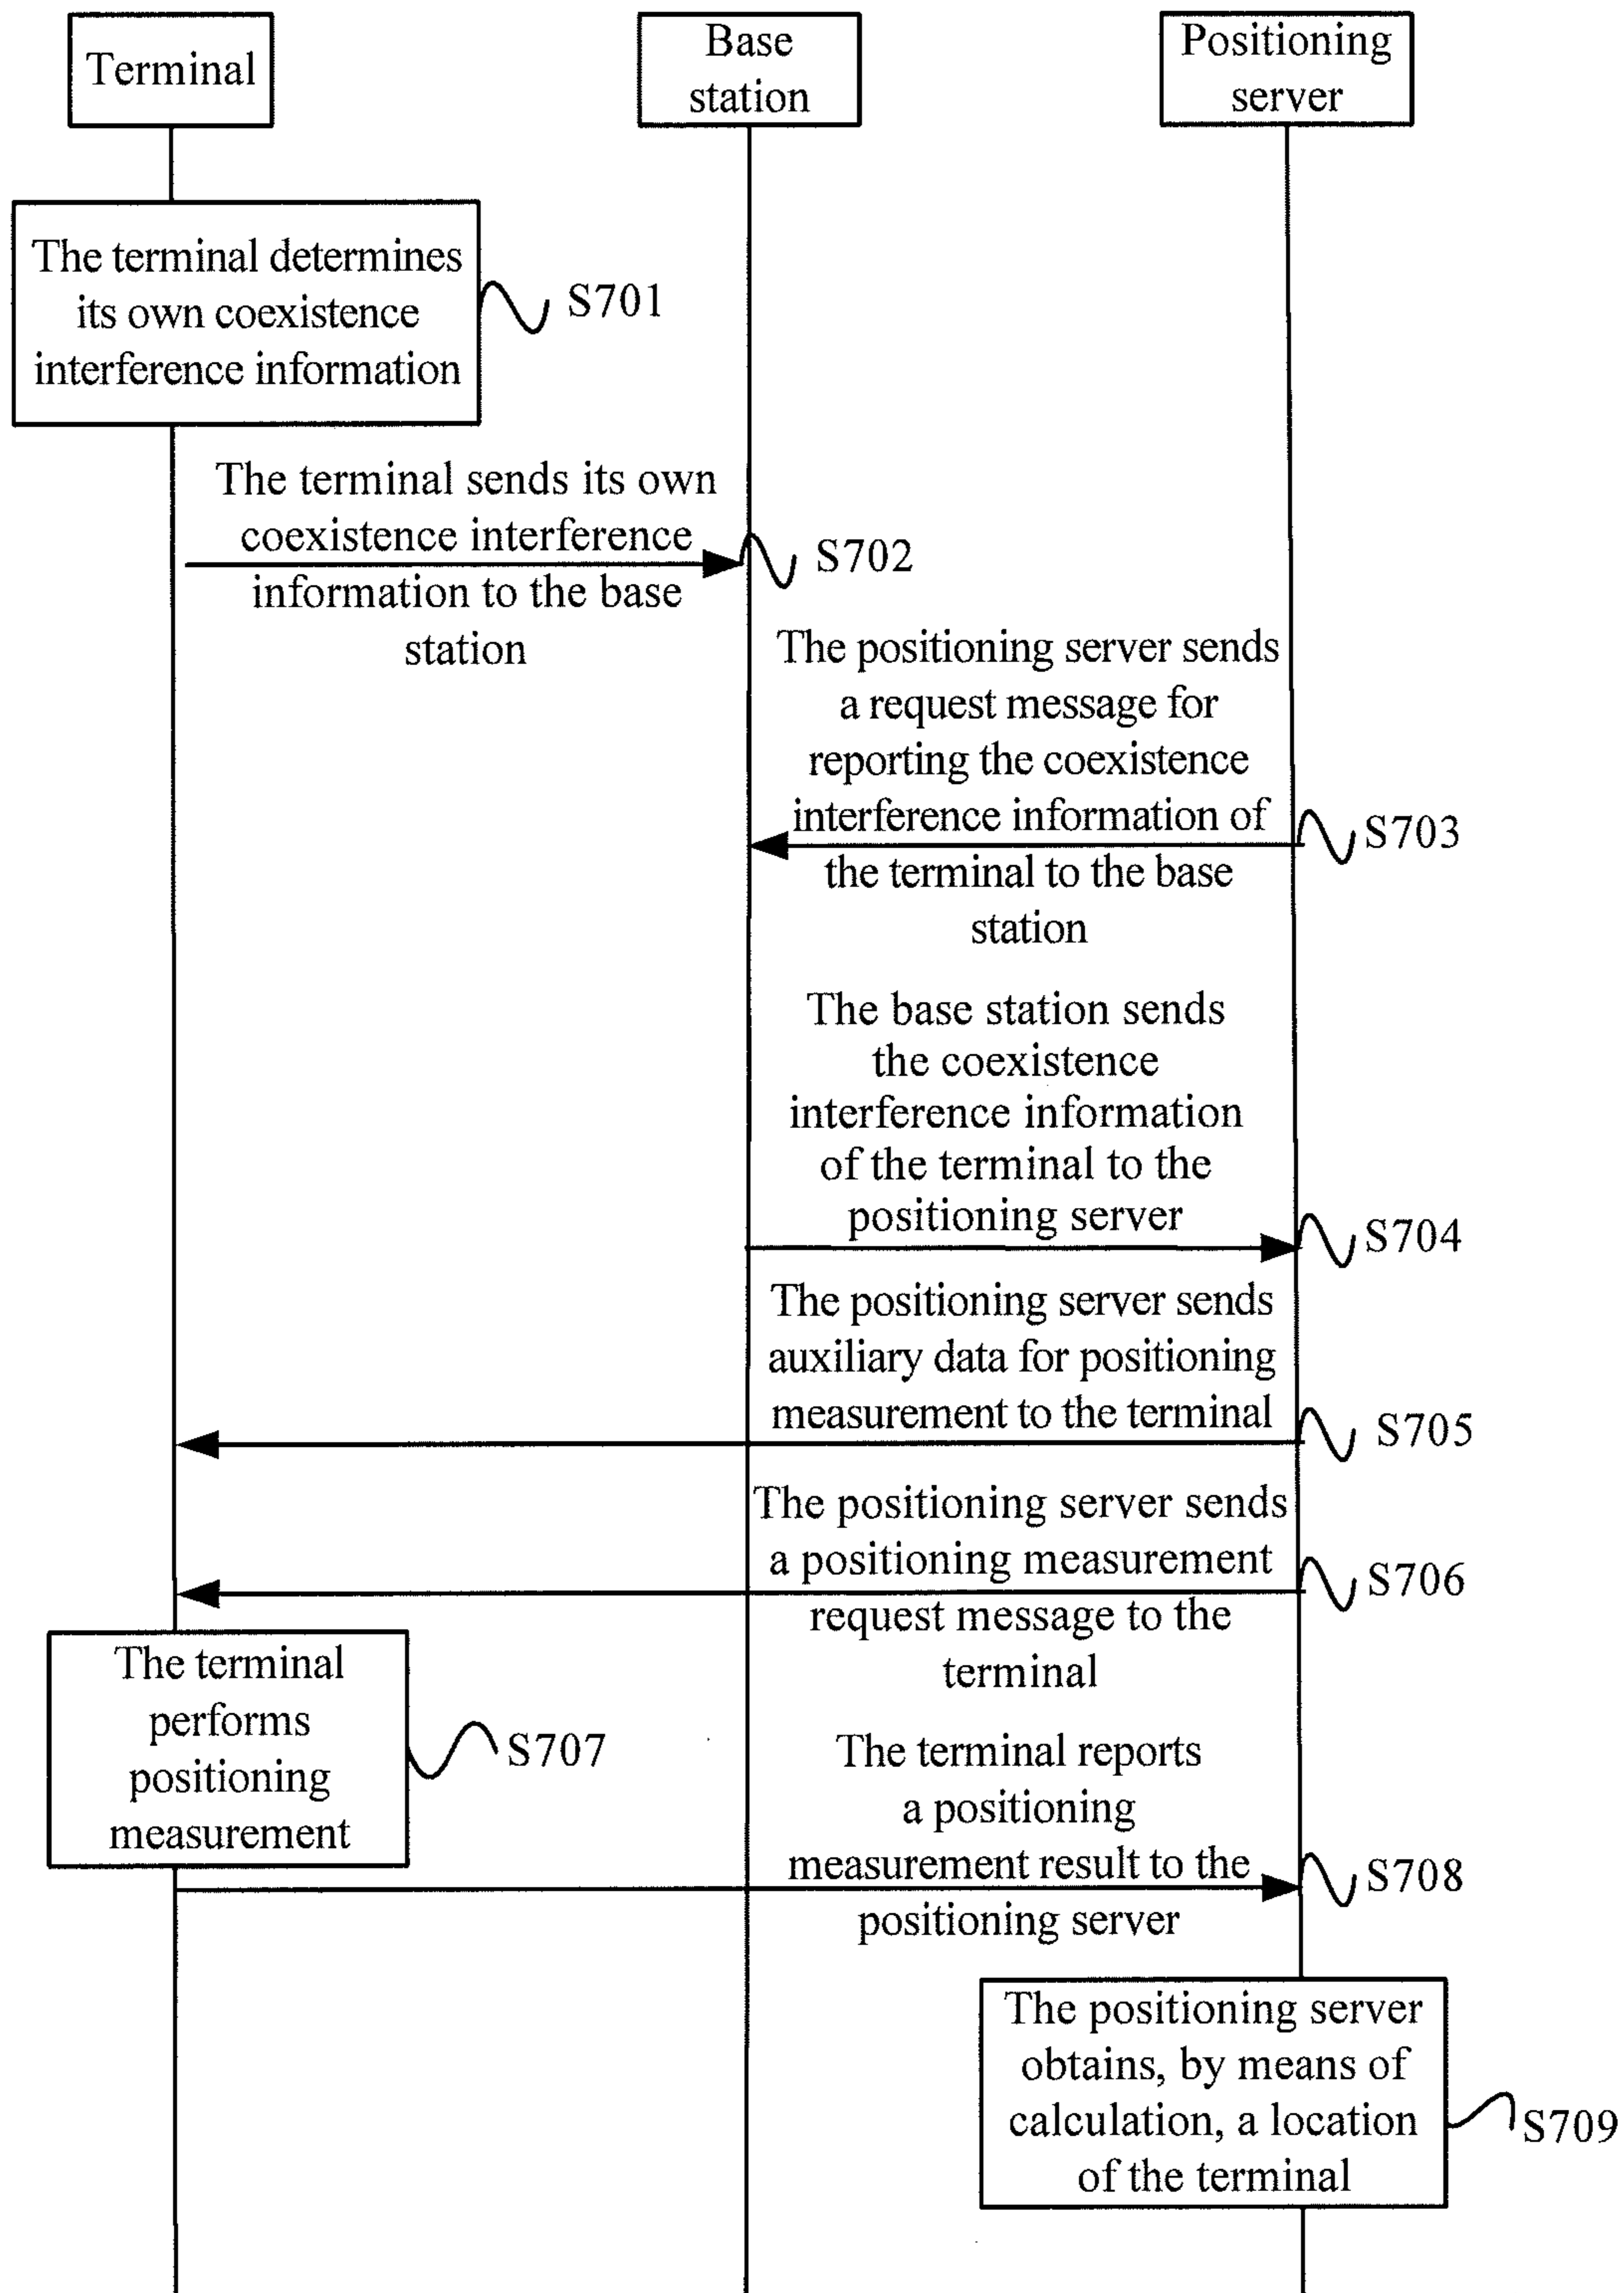 Terminal
Base
station
Positioning
server
The terminal determines
its own coexistence
interference information
S701
The terminal sends its own
coexistence interference
information to the base
station
S702
The positioning server sends
a request message for
reporting the coexistence
interference information of
the terminal to the base
station
S703
The base station sends
the coexistence
interference information
of the terminal to the
positioning server
S704
The positioning server sends
auxiliary data for positioning
measurement to the terminal
S705
The positioning server sends
a positioning measurement
request message to the
terminal
S706
The terminal
performs
positioning
measurement
S707
The terminal reports
a positioning
measurement result to the
positioning server
S708
The positioning server
obtains, by means of
calculation, a location
of the terminal
S709